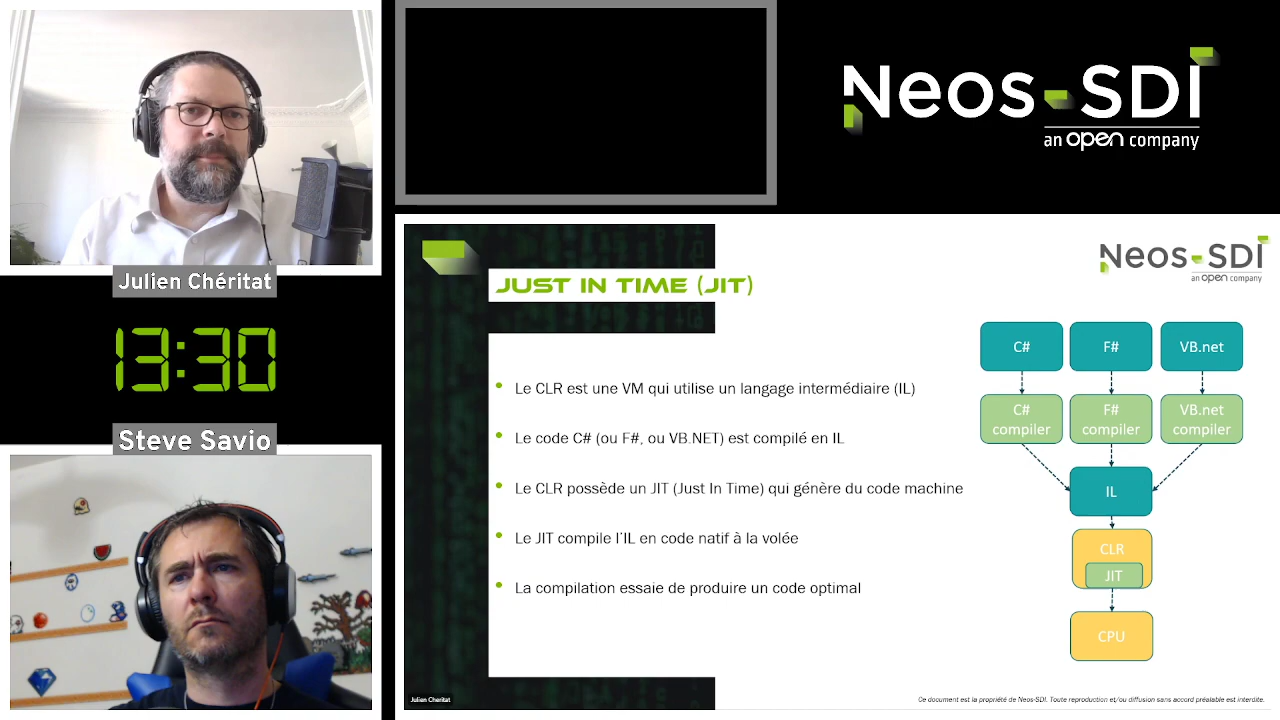 Neos-SDI
an open company
Julien Chéritat
13:30
Steve Savio
Neos-SDI
an open company
JUST IN TIME (JIT)
Le CLR est une VM qui utilise un langage intermédiaire (IL)
Le code C# (ou F#, ou VB.NET) est compilé en IL
Le CLR possède un JIT (Just In Time) qui génère du code machine
Le JIT compile l'IL en code natif à la volée
La compilation essaie de produire un code optimal
C#
F#
VB.net
C#
compiler
F#
compiler
VB.net
compiler
IL
CLR
JIT
CPU
Julien Cheritat
Ce document est la propriété de Neos-SDI. Toute reproduction et/ou diffusion sans accord préalable est interdite.